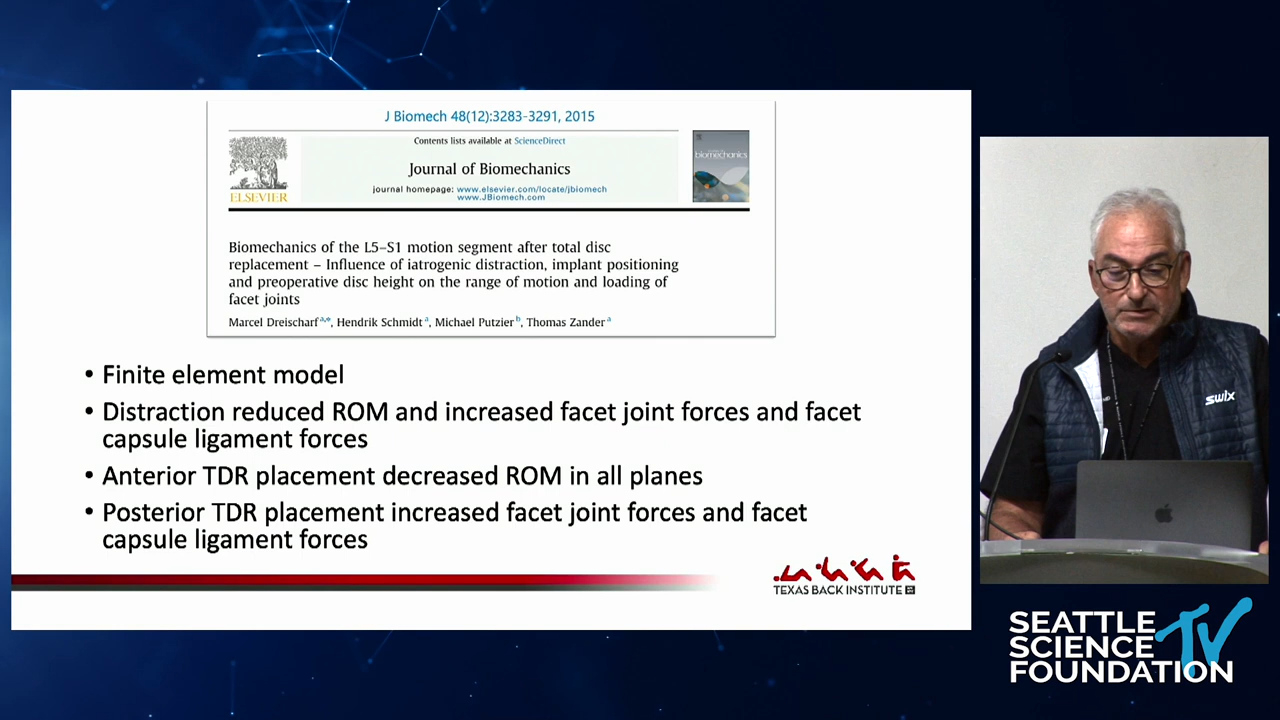 J Biomech 48(12):3283-3291, 2015
Contents lists available at ScienceDirect
Journal of Biomechanics
journal homepage: www.elsevier.com/locate/jbiomech
www.JBiomech.com
ELSEVIER
biomechanics
Biomechanics of the L5–S1 motion segment after total disc
replacement – Influence of iatrogenic distraction, implant positioning
and preoperative disc height on the range of motion and loading of
facet joints
Marcel Dreischarf a,*, Hendrik Schmidt a, Michael Putzier b, Thomas Zander a
• Finite element model
• Distraction reduced ROM and increased facet joint forces and facet
capsule ligament forces
• Anterior TDR placement decreased ROM in all planes
• Posterior TDR placement increased facet joint forces and facet
capsule ligament forces
TEXAS BACK INSTITUTE
swix
SEATTLE
SCIENCE
FOUNDATION
TV